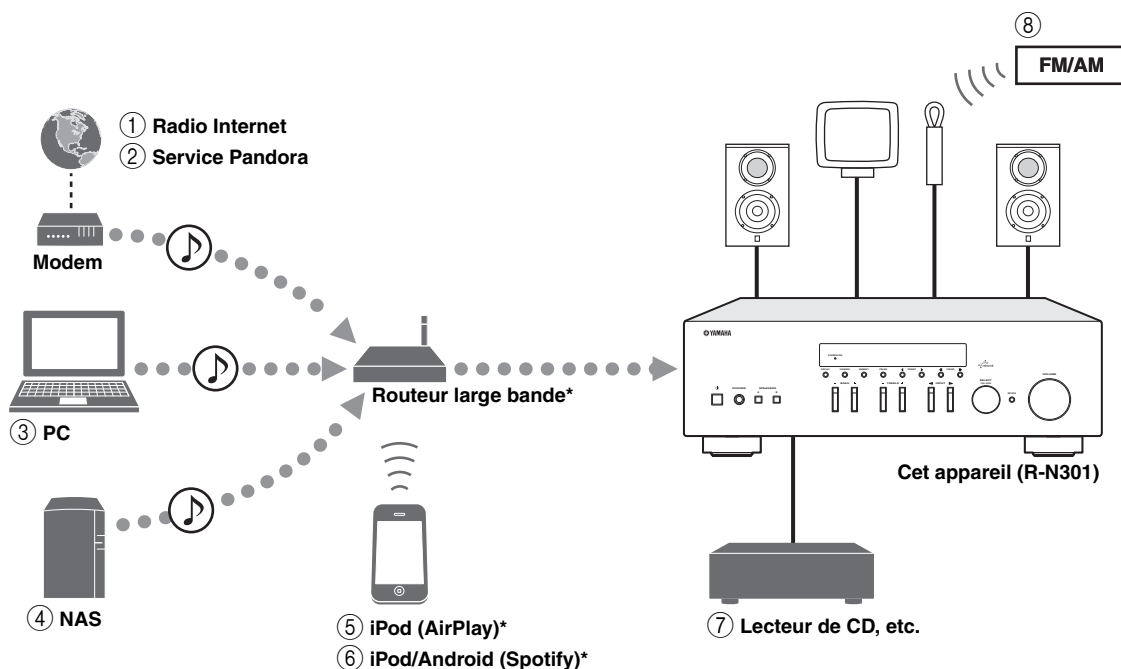 ① Radio Internet
② Service Pandora
Modem
③ PC
④ NAS
Routeur large bande*
⑤ iPod (AirPlay)*
⑥ iPod/Android (Spotify)*
⑧
FM/AM
YAMAHA
Cet appareil (R-N301)
⑦ Lecteur de CD, etc.